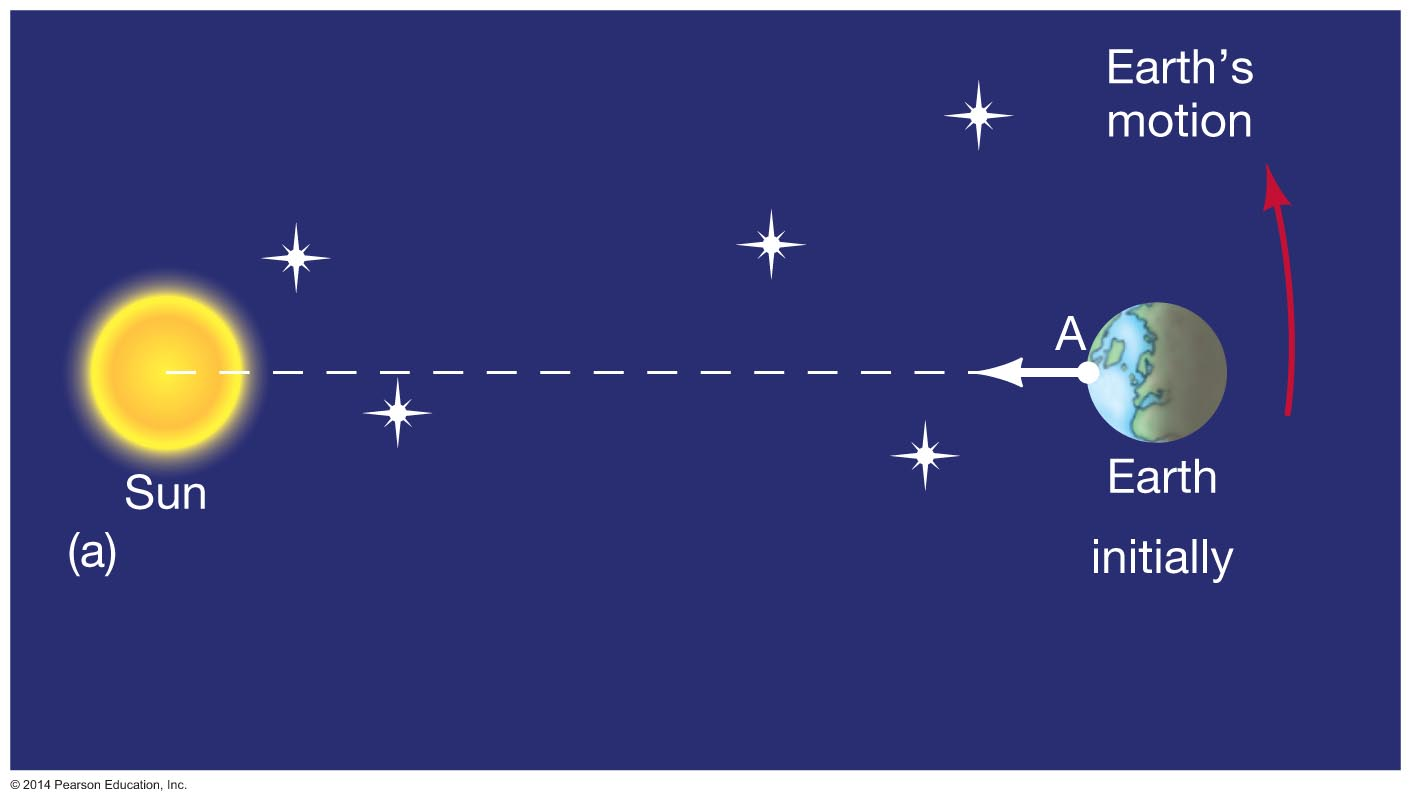 Earth’s
motion
A
Sun
Earth
(a)
initially
© 2014 Pearson Education, Inc.